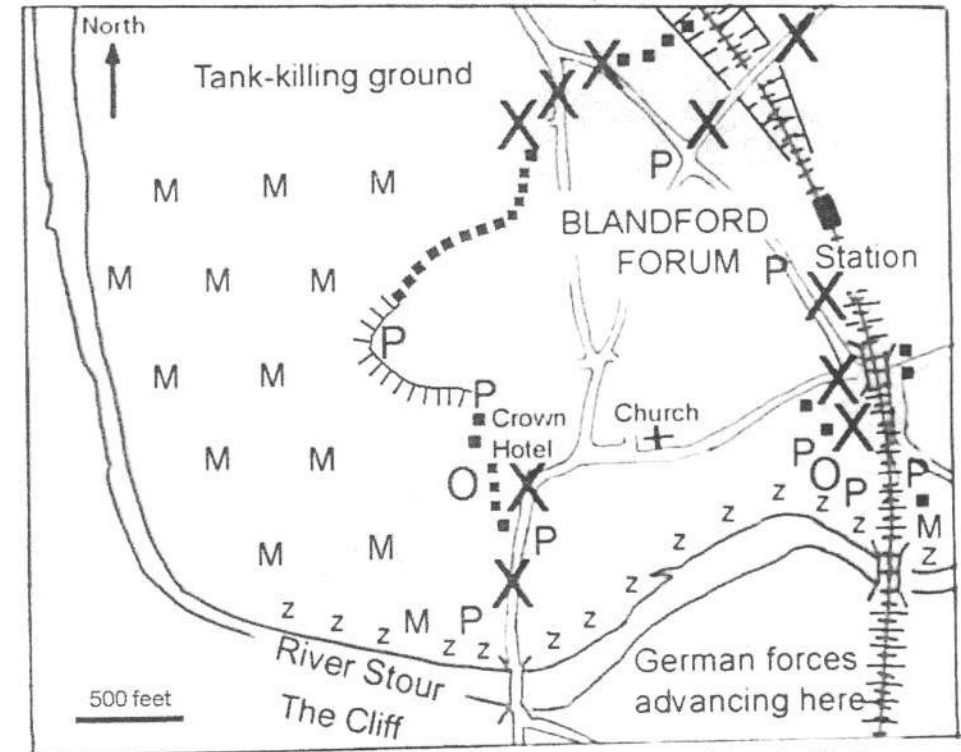 North
X
X
Tank-killing ground
X
X X
P
M M M
BLANDFORD
FORUM
M M M
P
Station
X
P
M M
X
P
Crown
Hotel
Church
X
M M
P
O
X
O
P
P
P
z z z z
M
P
z z
M M
X
z
z z z M P z z z z
River Stour
The Cliff
German forces
advancing here
500 feet